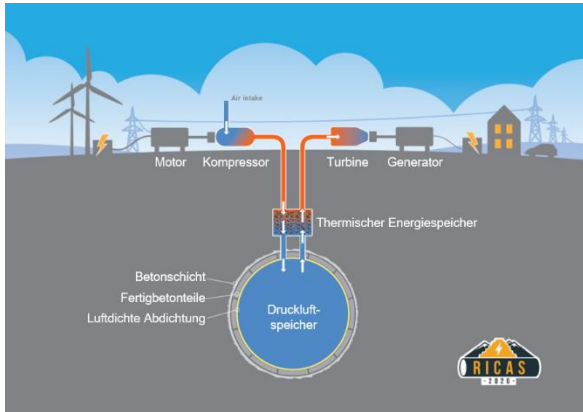 Air intake
Motor
Kompressor
Turbine
Generator
Thermischer Energiespeicher
Betonschicht
Fertigbetonteile
Luftdichte Abdichtung
Druckluft-
speicher
RICAS
- 2020 -